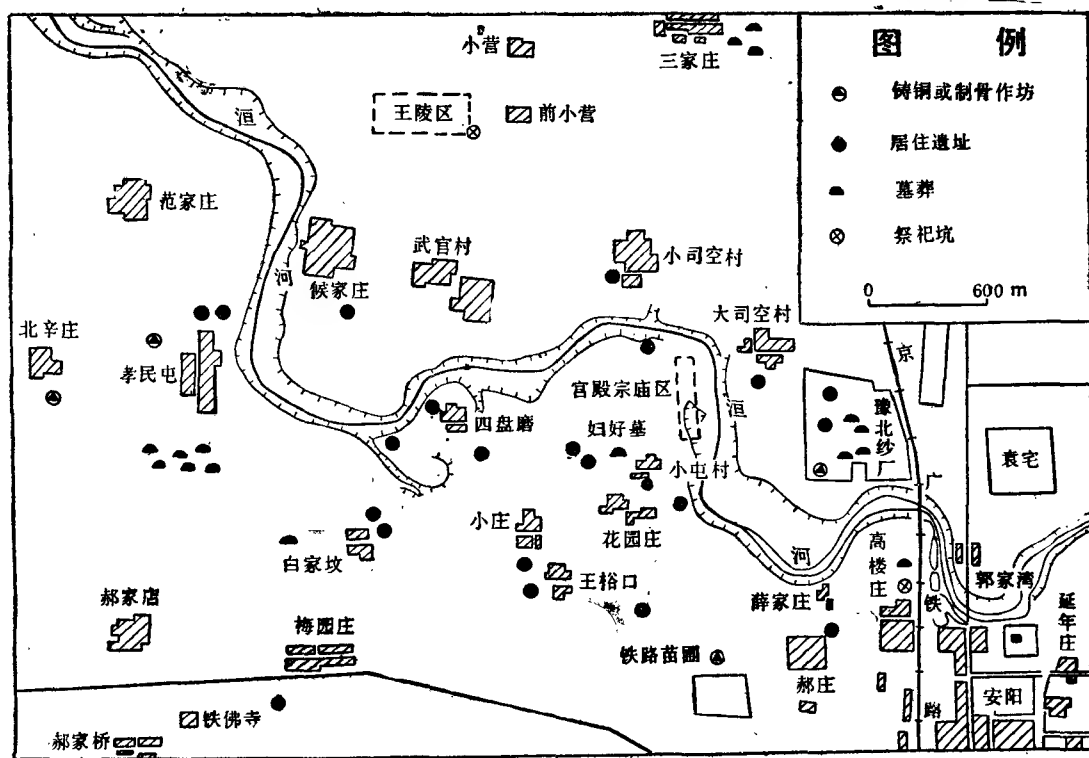 图 例
铸铜或制骨作坊
居住遗址
墓葬
祭祀坑
0 600 m
小营
三家庄
王陵区
前小营
洹
范家庄
武官村
小司空村
河
候家庄
大司空村
北辛庄
孝民屯
京
宫殿宗庙区
洹
豫北纱厂
四盘磨
妇好墓
袁宅
小屯村
广
小庄
花园庄
白家坟
河
高楼庄
王裕口
郭家湾
郝家店
薛家庄
铁
延年庄
梅园庄
铁路苗圃
郝庄
安阳
路
铁佛寺
郝家桥